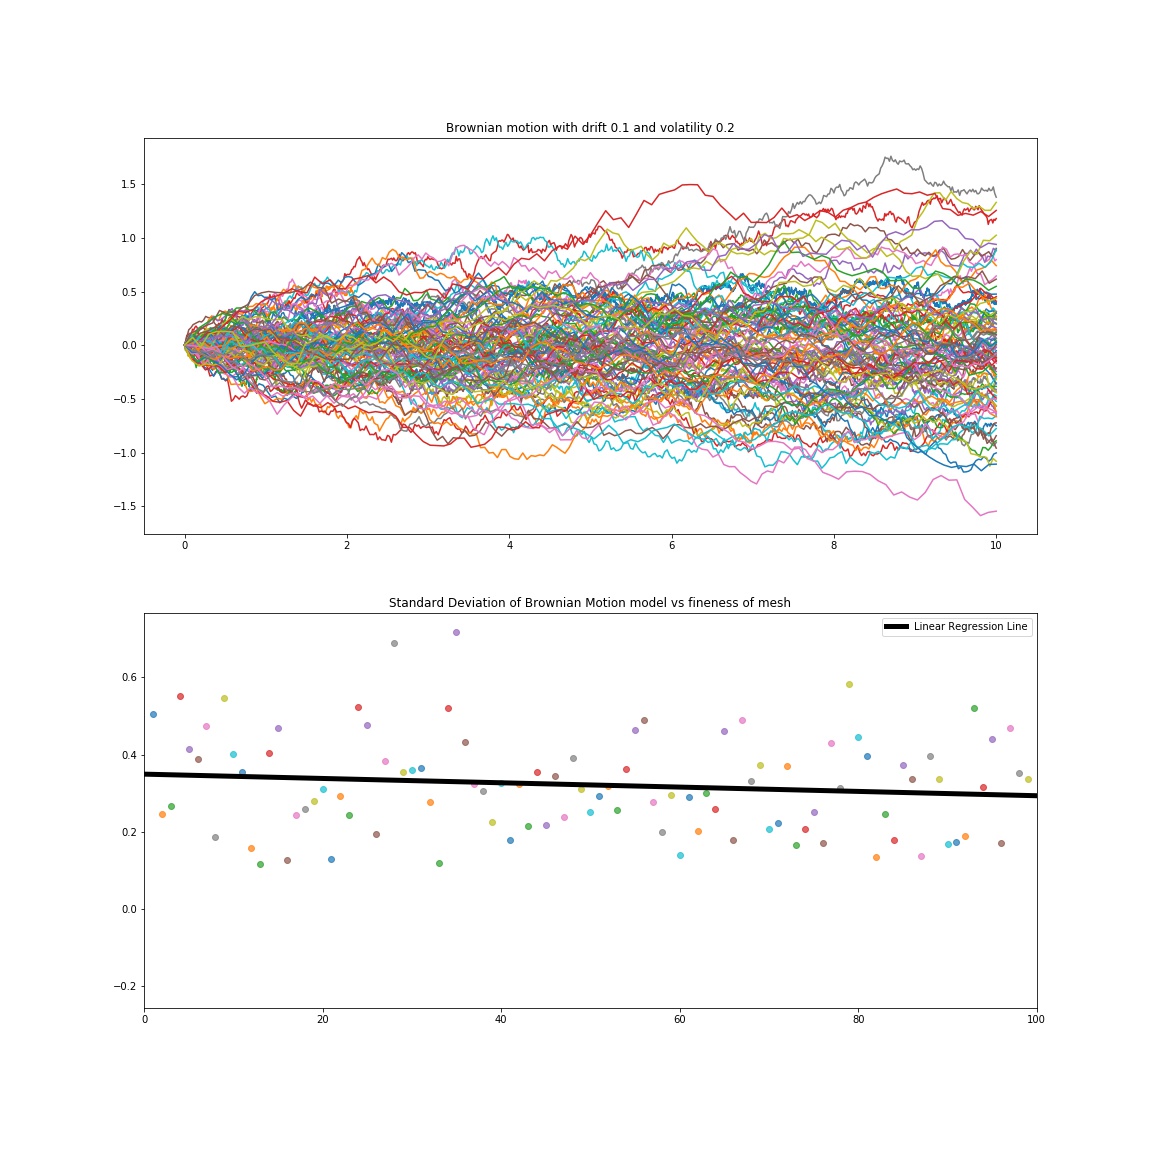 Brownian motion with drift 0.1 and volatility 0.2
1.5
1.0
0.5
0.0
−0.5
−1.0
−1.5
0 2 4 6 8 10
Standard Deviation of Brownian Motion model vs fineness of mesh
Linear Regression Line
0.6
0.4
0.2
0.0
−0.2
0 20 40 60 80 100